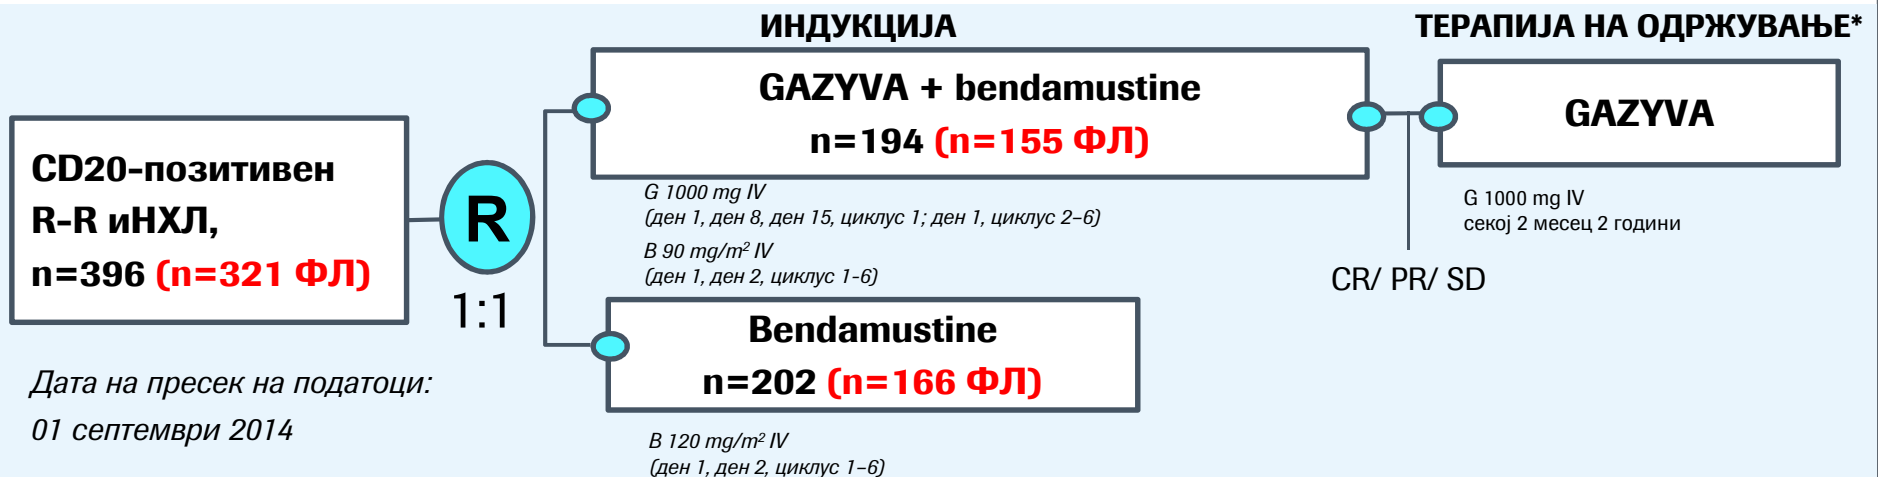 ИНДУКЦИЈА
ТЕРАПИЈА НА ОДРЖУВАЊЕ*
CD20-позитивен
R-R иНХЛ,
n=396 (n=321 ФЛ)
R
1:1
GAZYVA + bendamustine
n=194 (n=155 ФЛ)
G 1000 mg IV
(ден 1, ден 8, ден 15, циклус 1; ден 1, циклус 2–6)
B 90 mg/m² IV
(ден 1, ден 2, циклус 1-6)
Bendamustine
n=202 (n=166 ФЛ)
B 120 mg/m² IV
(ден 1, ден 2, циклус 1–6)
CR/ PR/ SD
GAZYVA
G 1000 mg IV
секој 2 месец 2 години
Дата на пресек на податоци:
01 септември 2014